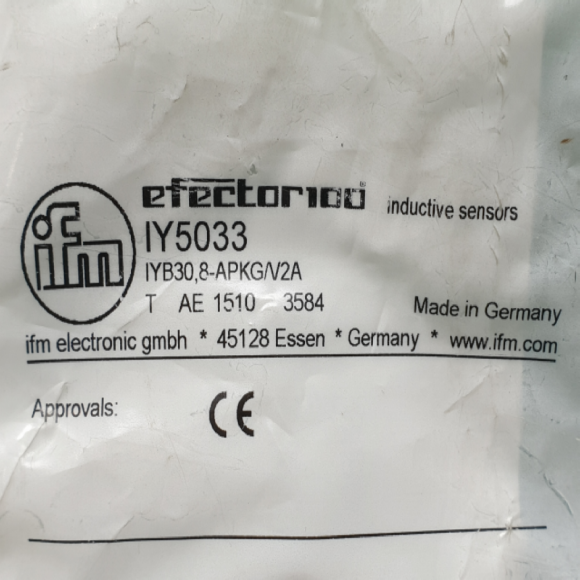 efector100 inductive sensors
ifm
IY5033
IYB30,8-APKG/V2A
T AE 1510 3584 Made in Germany
ifm electronic gmbh * 45128 Essen * Germany * www.ifm.com
Approvals: CE